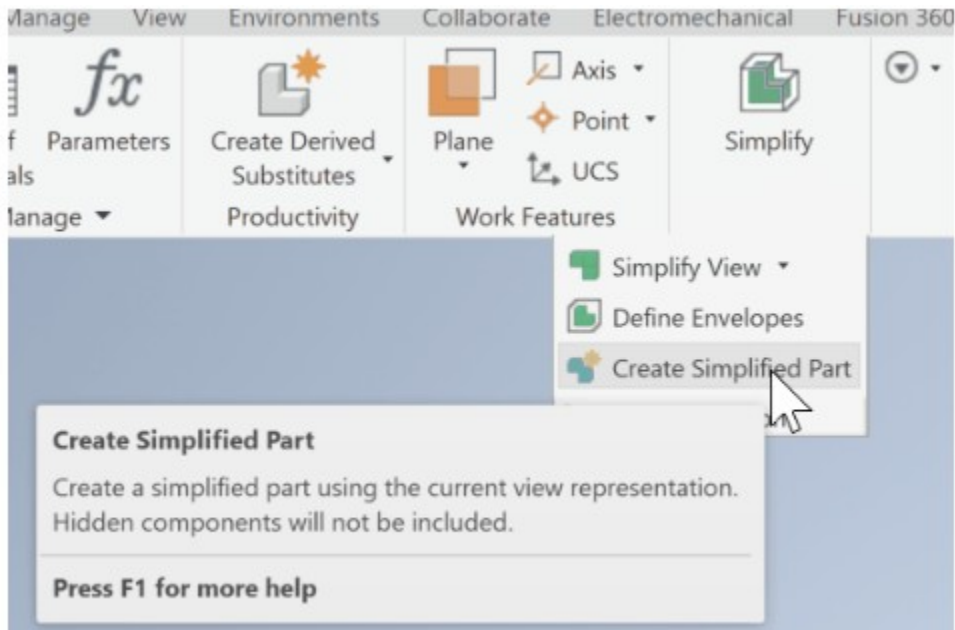 Manage View Environments Collaborate Electromechanical Fusion 360
fx
Parameters
Create Derived
Substitutes
Plane
Axis
Point
UCS
Simplify
f
als
Manage
Productivity
Work Features
Simplify View
Define Envelopes
Create Simplified Part
Create Simplified Part
Create a simplified part using the current view representation.
Hidden components will not be included.
Press F1 for more help